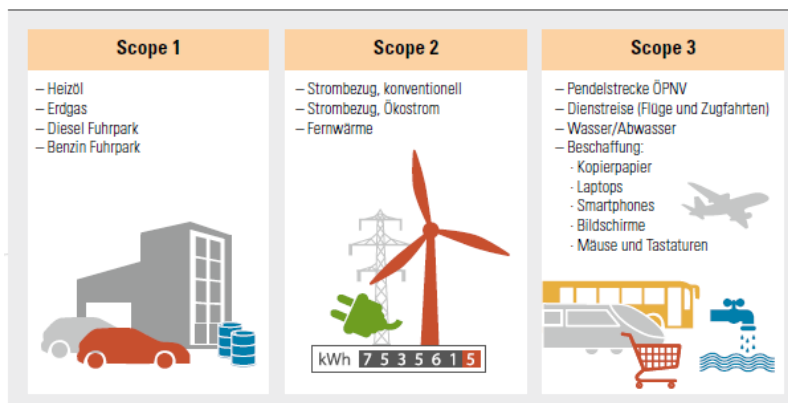 Scope 1
– Heizöl
– Erdgas
– Diesel Fuhrpark
– Benzin Fuhrpark
Scope 2
– Strombezug, konventionell
– Strombezug, Ökostrom
– Fernwärme
kWh 7 5 3 5 6 1 5
Scope 3
– Pendelstrecke ÖPNV
– Dienstreise (Flüge und Zugfahrten)
– Wasser/Abwasser
– Beschaffung:
· Kopierpapier
· Laptops
· Smartphones
· Bildschirme
· Mäuse und Tastaturen